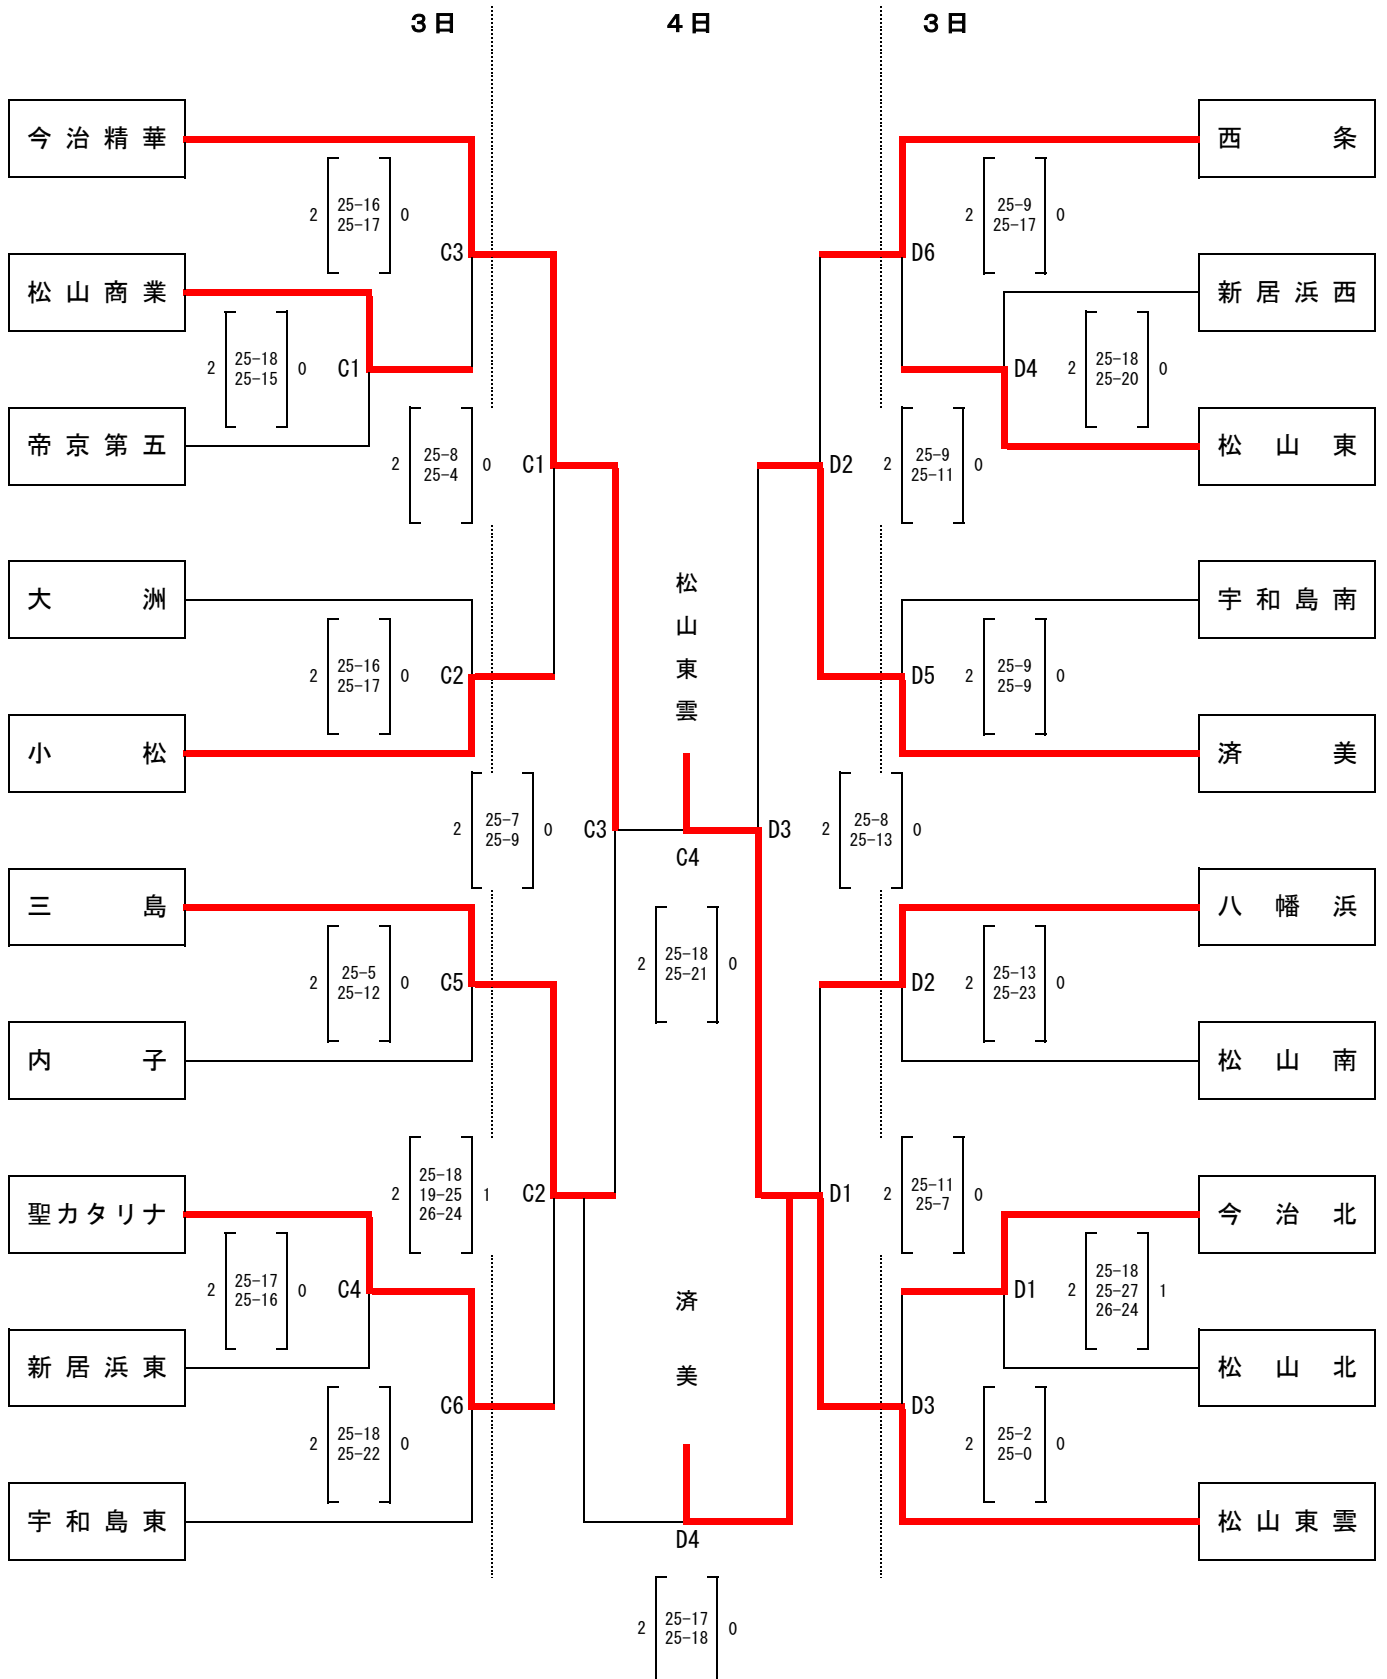 3日 4日 3日
今治精華
西条
2 25-16 0
25-17
2 25-9 0
25-17
C3
D6
松山商業
新居浜西
2 25-18 0
25-15
C1
D4
2 25-18 0
25-20
帝京第五
松山東
2 25-8 0
25-4
C1
D2
2 25-9 0
25-11
大洲
松山東雲
宇和島南
2 25-16 0
25-17
C2
D5
2 25-9 0
25-9
小松
済美
2 25-7 0
25-9
C3
D3
2 25-8 0
25-13
C4
三島
八幡浜
2 25-18 0
25-21
2 25-5 0
25-12
C5
D2
2 25-13 0
25-23
内子
松山南
2 25-18 1
19-25
26-24
C2
D1
2 25-11 0
25-7
聖カタリナ
今治北
2 25-17 0
25-16
C4
D1
2 25-18 1
25-27
26-24
済美
新居浜東
松山北
C6
D3
2 25-18 0
25-22
2 25-2 0
25-0
宇和島東
松山東雲
D4
2 25-17 0
25-18